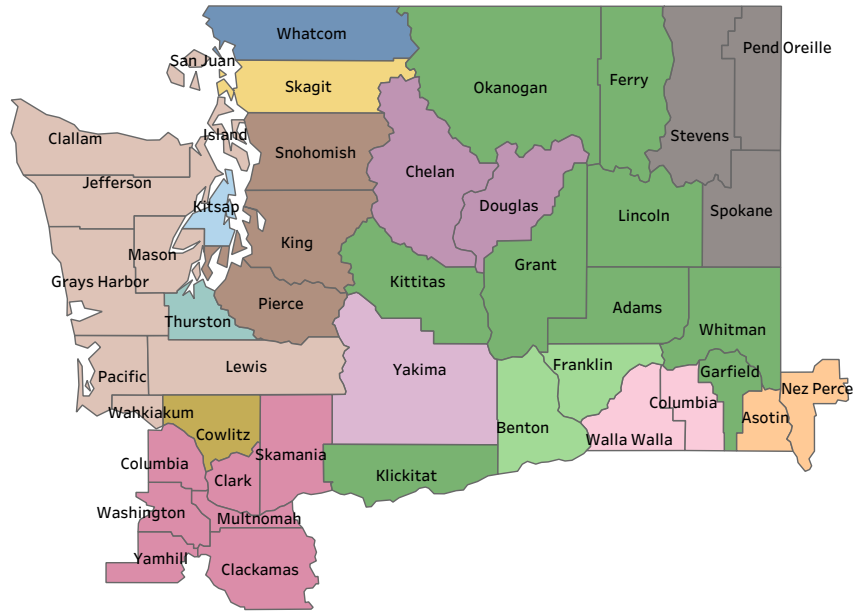 Whatcom
San Juan
Skagit
Okanogan
Ferry
Pend Oreille
Stevens
Clallam
Island
Snohomish
Chelan
Jefferson
Kitsap
Douglas
Lincoln
Spokane
Mason
King
Grant
Grays Harbor
Kittitas
Pierce
Thurston
Adams
Whitman
Pacific
Lewis
Yakima
Franklin
Garfield
Nez Perce
Wahkiakum
Columbia
Asotin
Cowlitz
Benton
Walla Walla
Skamania
Columbia
Clark
Klickitat
Washington
Multnomah
Yamhill
Clackamas